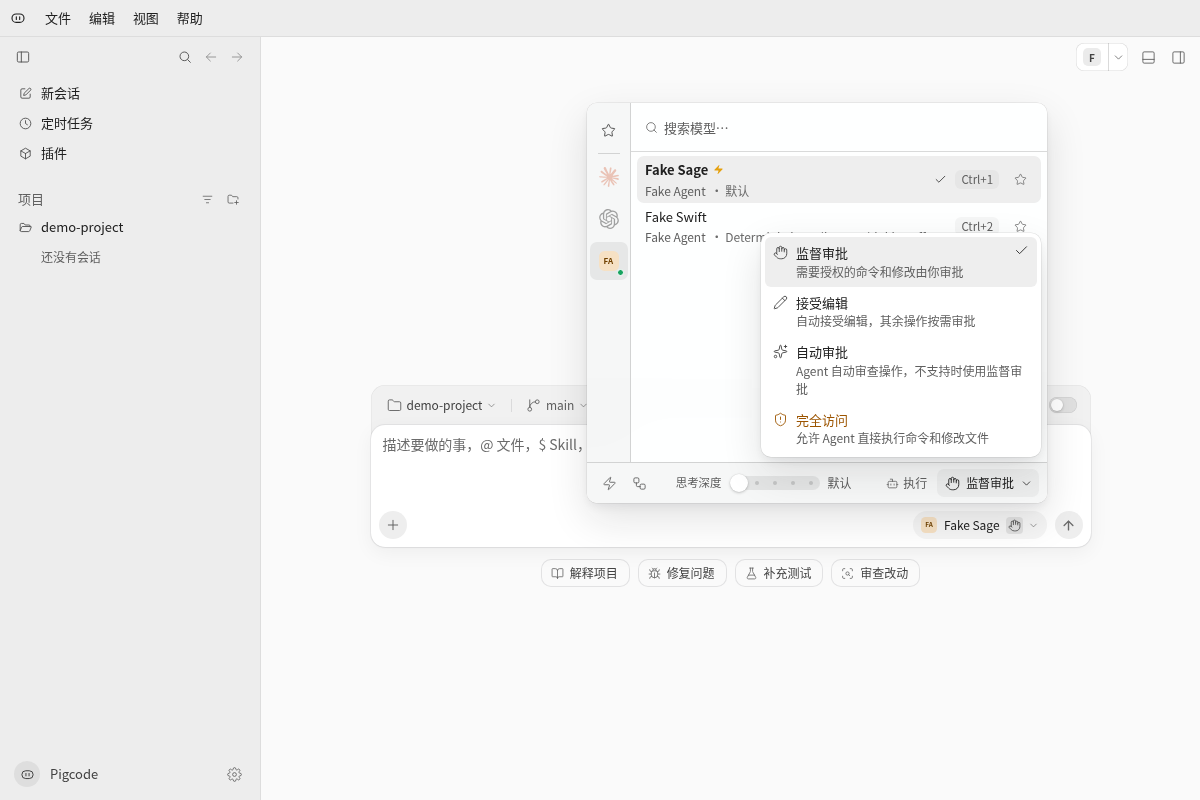 文件 编辑 视图 帮助
新会话
定时任务
插件
项目
demo-project
还没有会话
Pigcode
F
搜索模型…
Fake Sage
Ctrl+1
Fake Agent • 默认
Fake Swift
Ctrl+2
Fake Agent •
FA
监督审批
需要授权的命令和修改由你审批
接受编辑
自动接受编辑，其余操作按需审批
自动审批
Agent 自动审查操作，不支持时使用监督审
批
完全访问
允许 Agent 直接执行命令和修改文件
思考深度 默认 执行 监督审批
demo-project main
描述要做的事，@ 文件，$ Skill，
FA Fake Sage
解释项目 修复问题 补充测试 审查改动